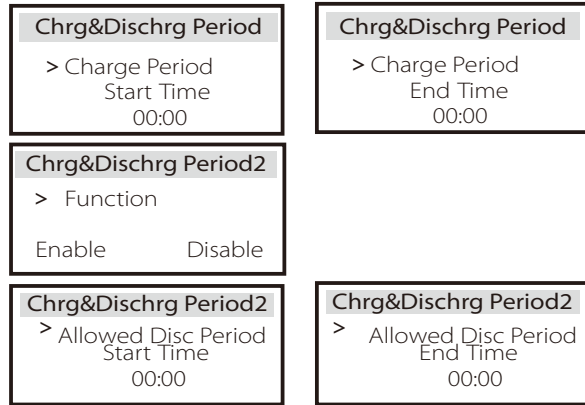 Chrg&Dischrg Period
> Charge Period
Start Time
00:00
Chrg&Dischrg Period
> Charge Period
End Time
00:00
Chrg&Dischrg Period2
> Function
Enable Disable
Chrg&Dischrg Period2
> Allowed Disc Period
Start Time
00:00
Chrg&Dischrg Period2
> Allowed Disc Period
End Time
00:00